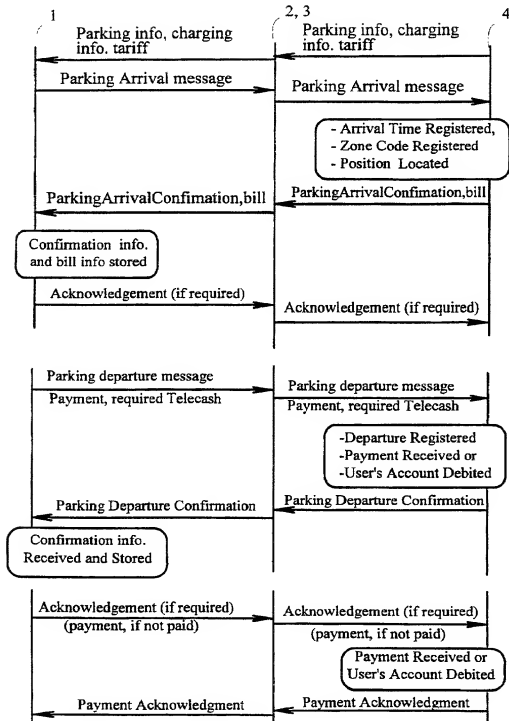 1
2, 3
4
Parking info, charging
info. tariff
Parking info, charging
info. tariff
Parking Arrival message
Parking Arrival message
- Arrival Time Registered,
- Zone Code Registered
- Position Located
ParkingArrivalConfimation,bill
ParkingArrivalConfimation,bill
Confirmation info.
and bill info stored
Acknowledgement (if required)
Acknowledgement (if required)
Parking departure message
Payment, required Telecash
Parking departure message
Payment, required Telecash
-Departure Registered
-Payment Received or
-User's Account Debited
Parking Departure Confirmation
Parking Departure Confirmation
Confirmation info.
Received and Stored
Acknowledgement (if required)
(payment, if not paid)
Acknowledgement (if required)
(payment, if not paid)
Payment Received or
User's Account Debited
Payment Acknowledgment
Payment Acknowledgment